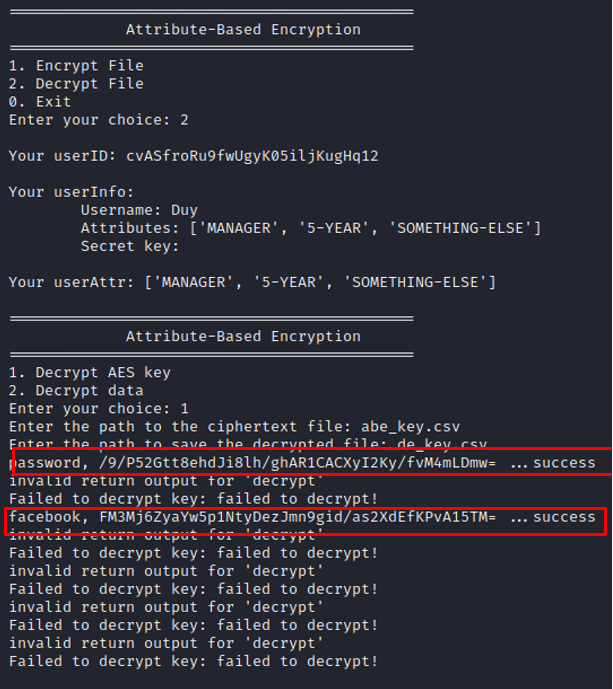 Attribute-Based Encryption
1. Encrypt File
2. Decrypt File
0. Exit
Enter your choice: 2
Your userID: cvASfroRu9fwUgyK05iljKugHq12
Your userInfo:
Username: Duy
Attributes: ['MANAGER', '5-YEAR', 'SOMETHING-ELSE']
Secret key:
Your userAttr: ['MANAGER', '5-YEAR', 'SOMETHING-ELSE']
Attribute-Based Encryption
1. Decrypt AES key
2. Decrypt data
Enter your choice: 1
Enter the path to the ciphertext file: abe_key.csv
Enter the path to save the decrypted file: de_key.csv
password, /9/P52Gtt8ehdJi8lh/ghAR1CACXyI2Ky/fvM4mLDmw= ...success
invalid return output for 'decrypt'
Failed to decrypt key: failed to decrypt!
facebook, FM3Mj6ZyaYw5p1NtyDezJmn9gid/as2XdEfKPvA15TM= ...success
invalid return output for 'decrypt'
Failed to decrypt key: failed to decrypt!
invalid return output for 'decrypt'
Failed to decrypt key: failed to decrypt!
invalid return output for 'decrypt'
Failed to decrypt key: failed to decrypt!
invalid return output for 'decrypt'
Failed to decrypt key: failed to decrypt!